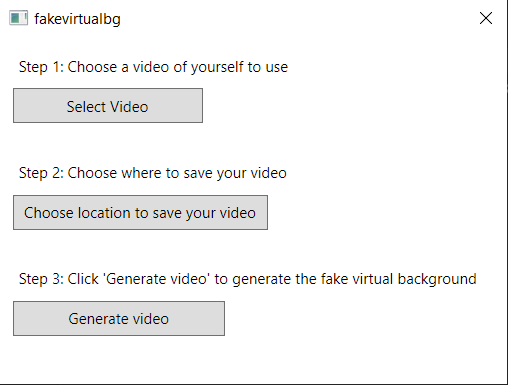 fakevirtualbg
Step 1: Choose a video of yourself to use
Select Video
Step 2: Choose where to save your video
Choose location to save your video
Step 3: Click 'Generate video' to generate the fake virtual background
Generate video